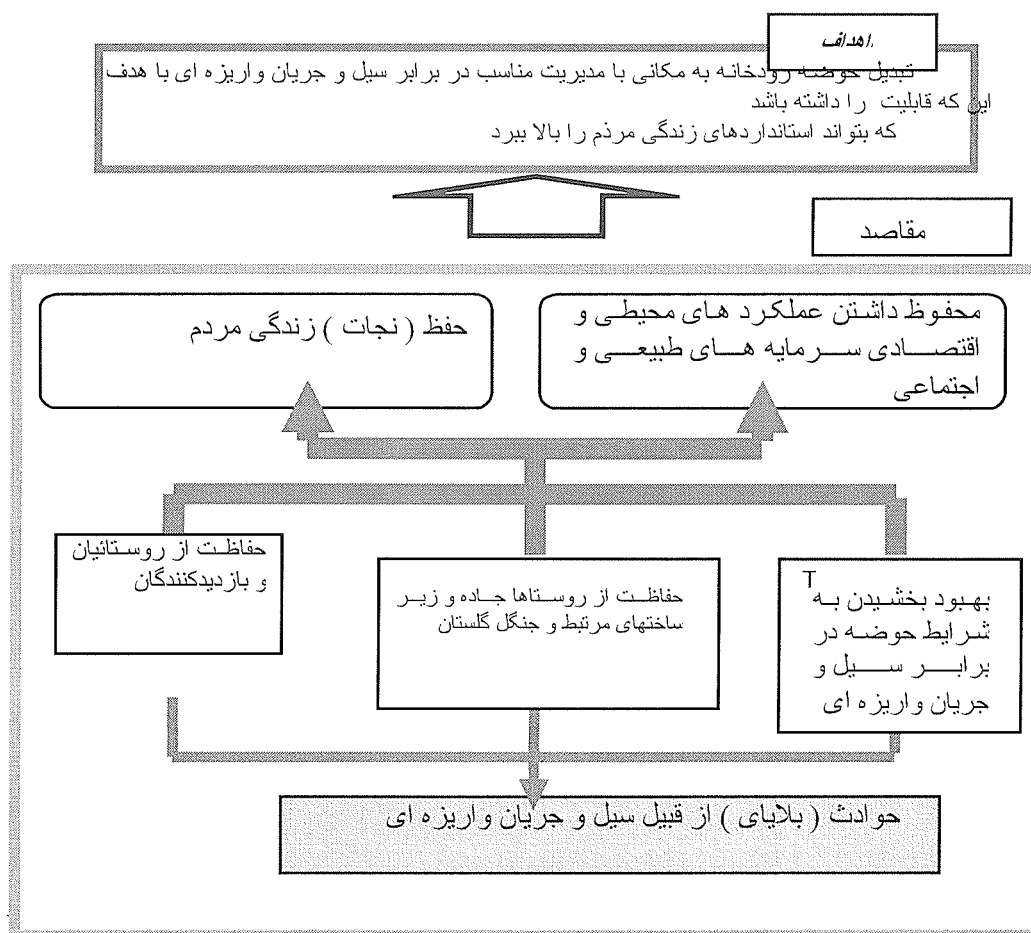 اهداف.
تبدیل حوضه رودخانه به مکانی با مدیریت مناسب در برابر سیل و جریان واریزه ای با هدف
این که قابلیت را داشته باشد
که بتواند استانداردهای زندگی مرذم را بالا ببرد
مقاصد
محفوظ داشتن عملکرد های محیطی و
اقتصادی سرمایه های طبیعی و
اجتماعی
حفظ ( نجات ) زندگی مردم
T
بهبود بخشیدن به
شرایط حوضه در
برابر سیل و
جریان واریزه ای
حفاظت از روستاها جاده و زیر
ساختهای مرتبط و جنگل گلستان
حفاظت از روستائیان
و بازدیدکنندگان
حوادث ( بلایای ) از قبیل سیل و جریان واریزه ای